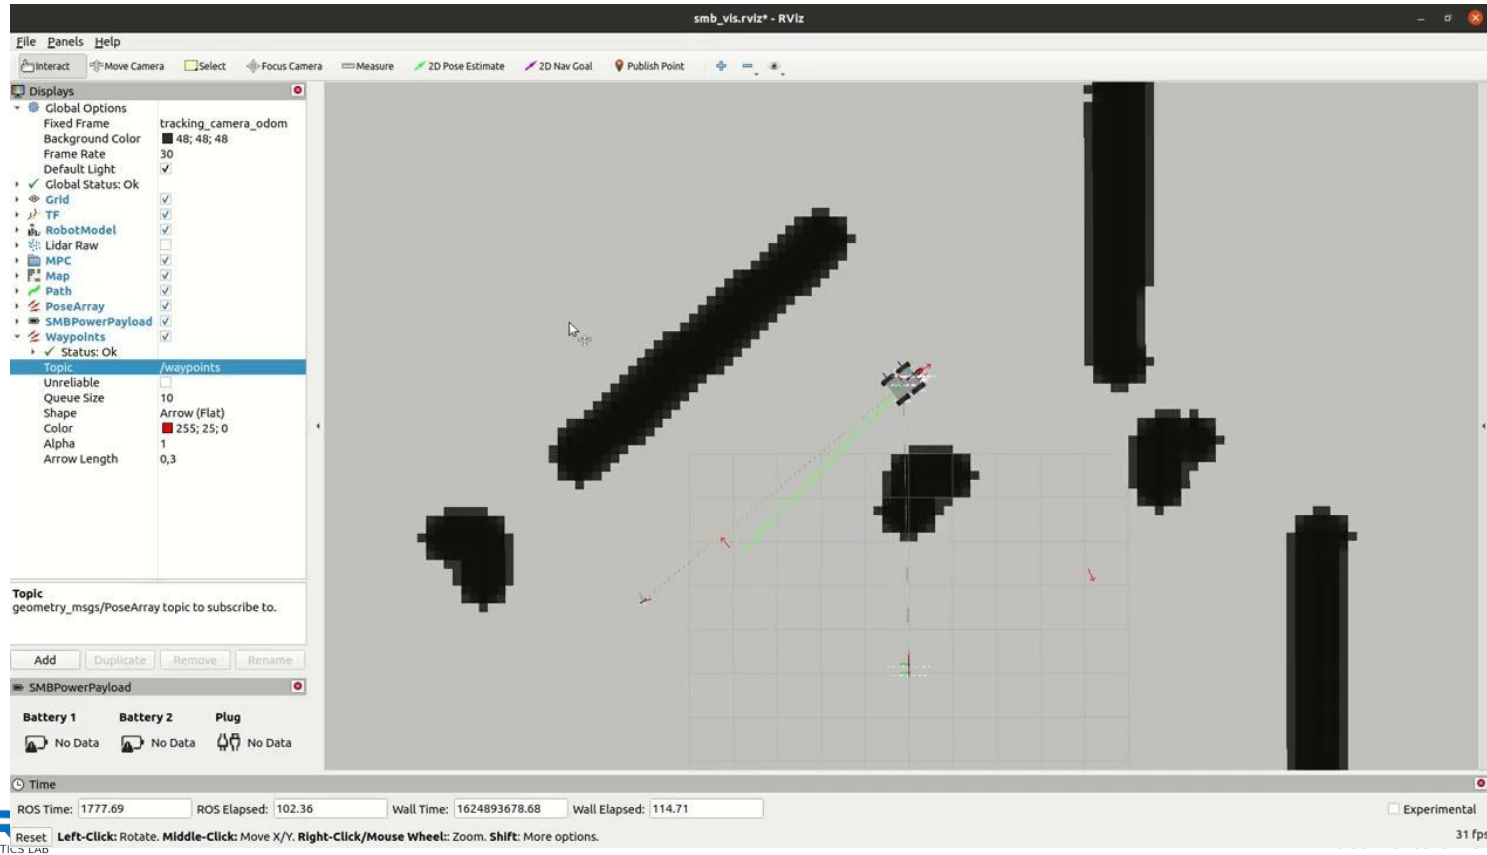 smb_vis.rviz* - RViz
File Panels Help
Interact Move Camera Select Focus Camera Measure 2D Pose Estimate 2D Nav Goal Publish Point
Displays
Global Options
Fixed Frame tracking_camera_odom
Background Color 48; 48; 48
Frame Rate 30
Default Light
Global Status: Ok
Grid
TF
RobotModel
Lidar Raw
MPC
Map
Path
PoseArray
SMBPowerPayload
Waypoints
Status: Ok
Topic /waypoints
Unreliable
Queue Size 10
Shape Arrow (Flat)
Color 255; 25; 0
Alpha 1
Arrow Length 0,3
Topic
geometry_msgs/PoseArray topic to subscribe to.
Add Duplicate Remove Rename
SMBPowerPayload
Battery 1 Battery 2 Plug
No Data No Data No Data
Time
ROS Time: 1777.69 ROS Elapsed: 102.36 Wall Time: 1624893678.68 Wall Elapsed: 114.71 Experimental
Reset Left-Click: Rotate. Middle-Click: Move X/Y. Right-Click/Mouse Wheel:: Zoom. Shift: More options. 31 fps
LAB